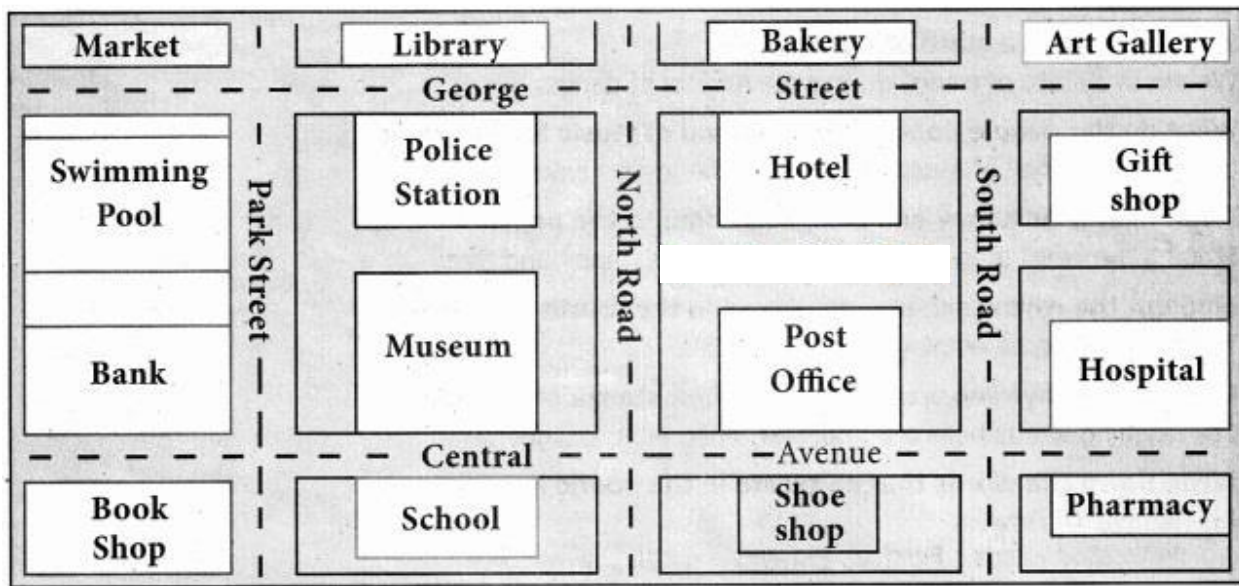 Market
Library
Bakery
Art Gallery
George Street
Swimming
Pool
Park Street
Police
Station
North Road
Hotel
South Road
Gift
shop
Bank
Museum
Post
Office
Hospital
Central Avenue
Book
Shop
School
Shoe
shop
Pharmacy